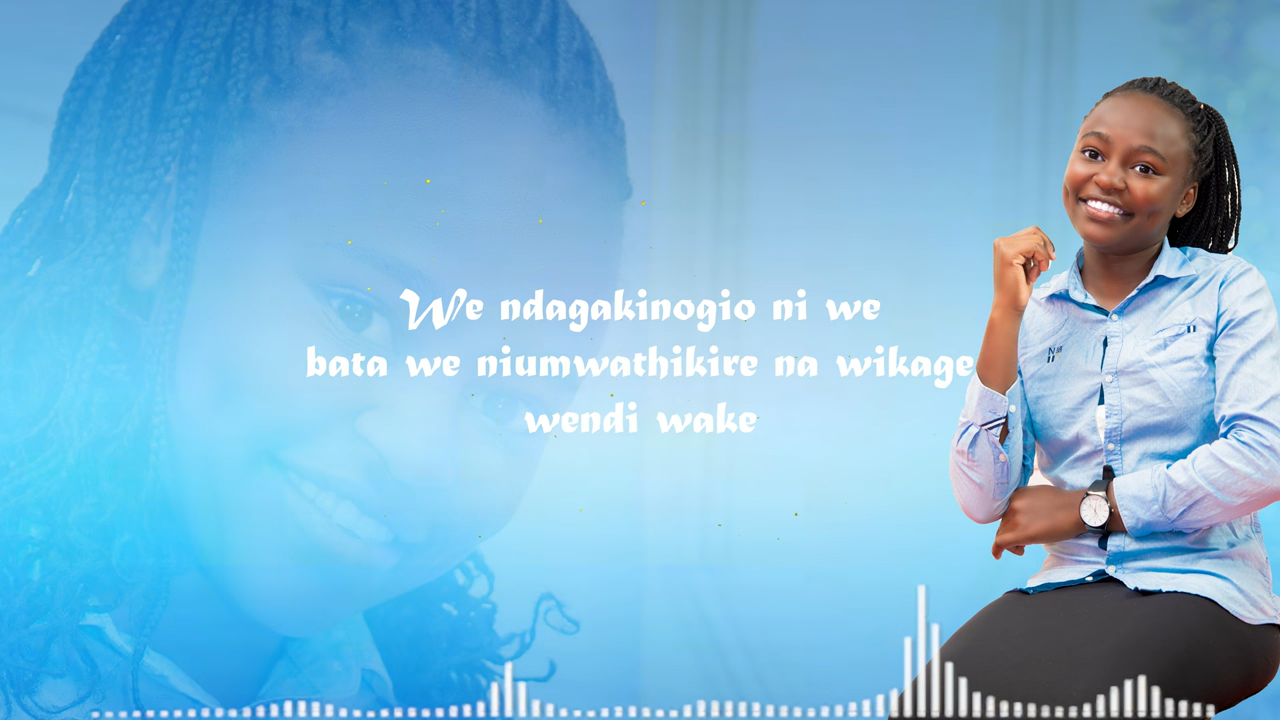 We ndagakinogio ni we
bata we niumwathikire na wikage
wendi wake